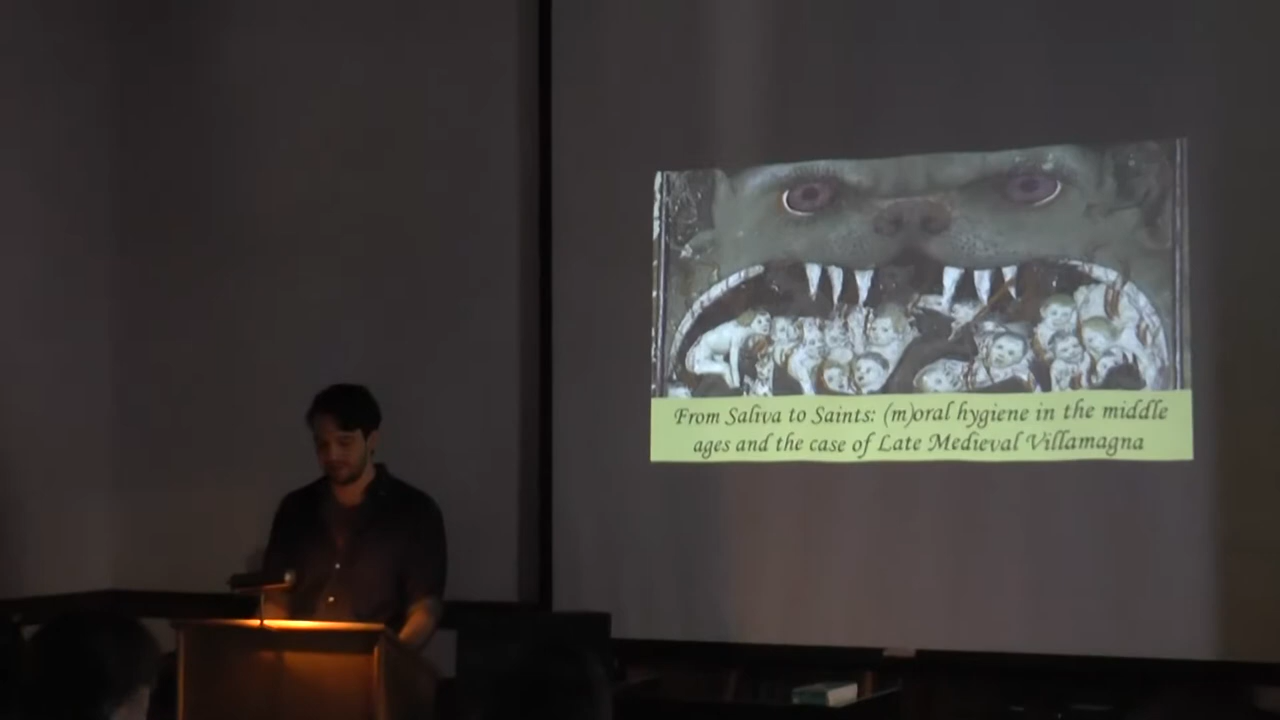 From Saliva to Saints: (m)oral hygiene in the middle
ages and the case of Late Medieval Villamagna